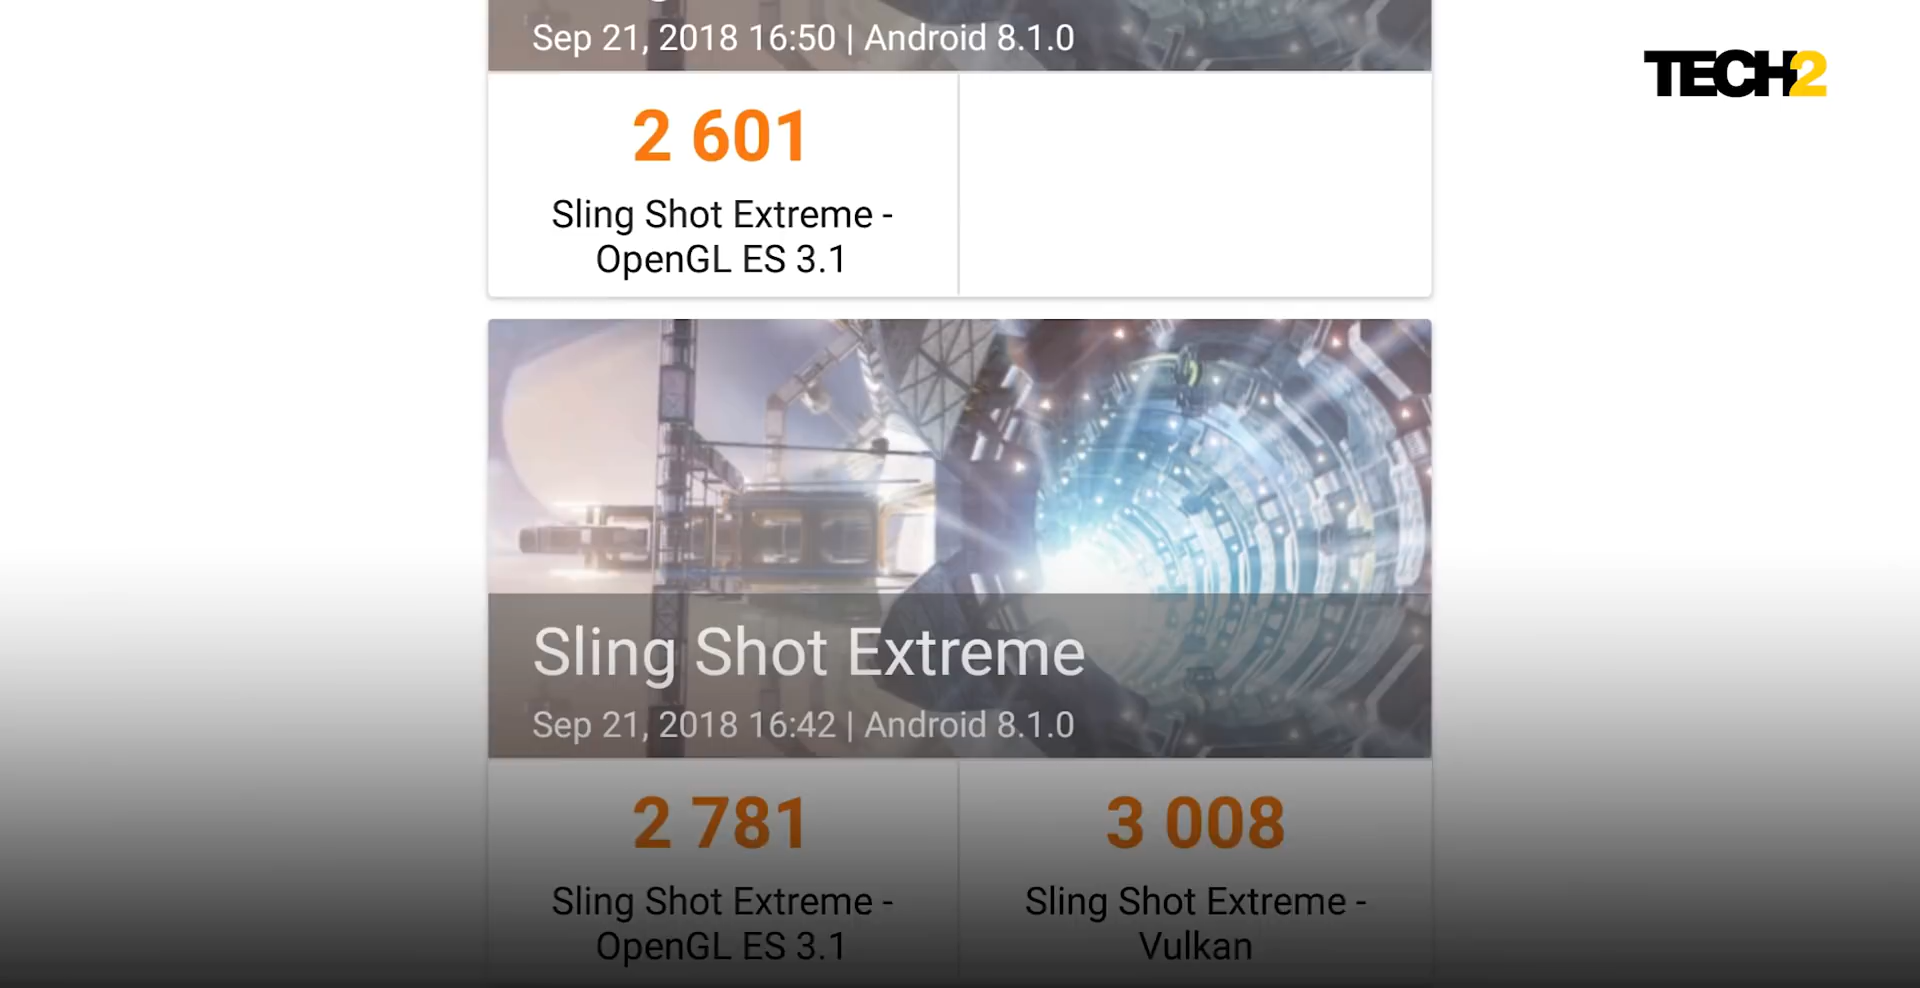 Sep 21, 2018 16:50 | Android 8.1.0
TECH2
2 601
Sling Shot Extreme -
OpenGL ES 3.1
Sling Shot Extreme
Sep 21, 2018 16:42 | Android 8.1.0
2 781
3 008
Sling Shot Extreme -
OpenGL ES 3.1
Sling Shot Extreme -
Vulkan